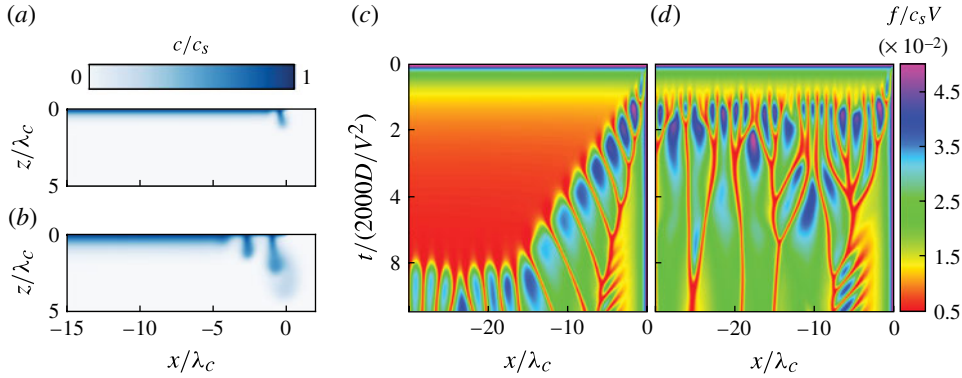 (a)
c/c_s
0 1
0
z/λ_C
5
(b)
0
z/λ_C
5
−15 −10 −5 0
x/λ_C
(c)
0
2
4
6
8
t/(2000D/V²)
−20 −10 0
x/λ_C
(d)
−20 −10 0
x/λ_C
f/c_sV
(× 10⁻²)
4.5
3.5
2.5
1.5
0.5